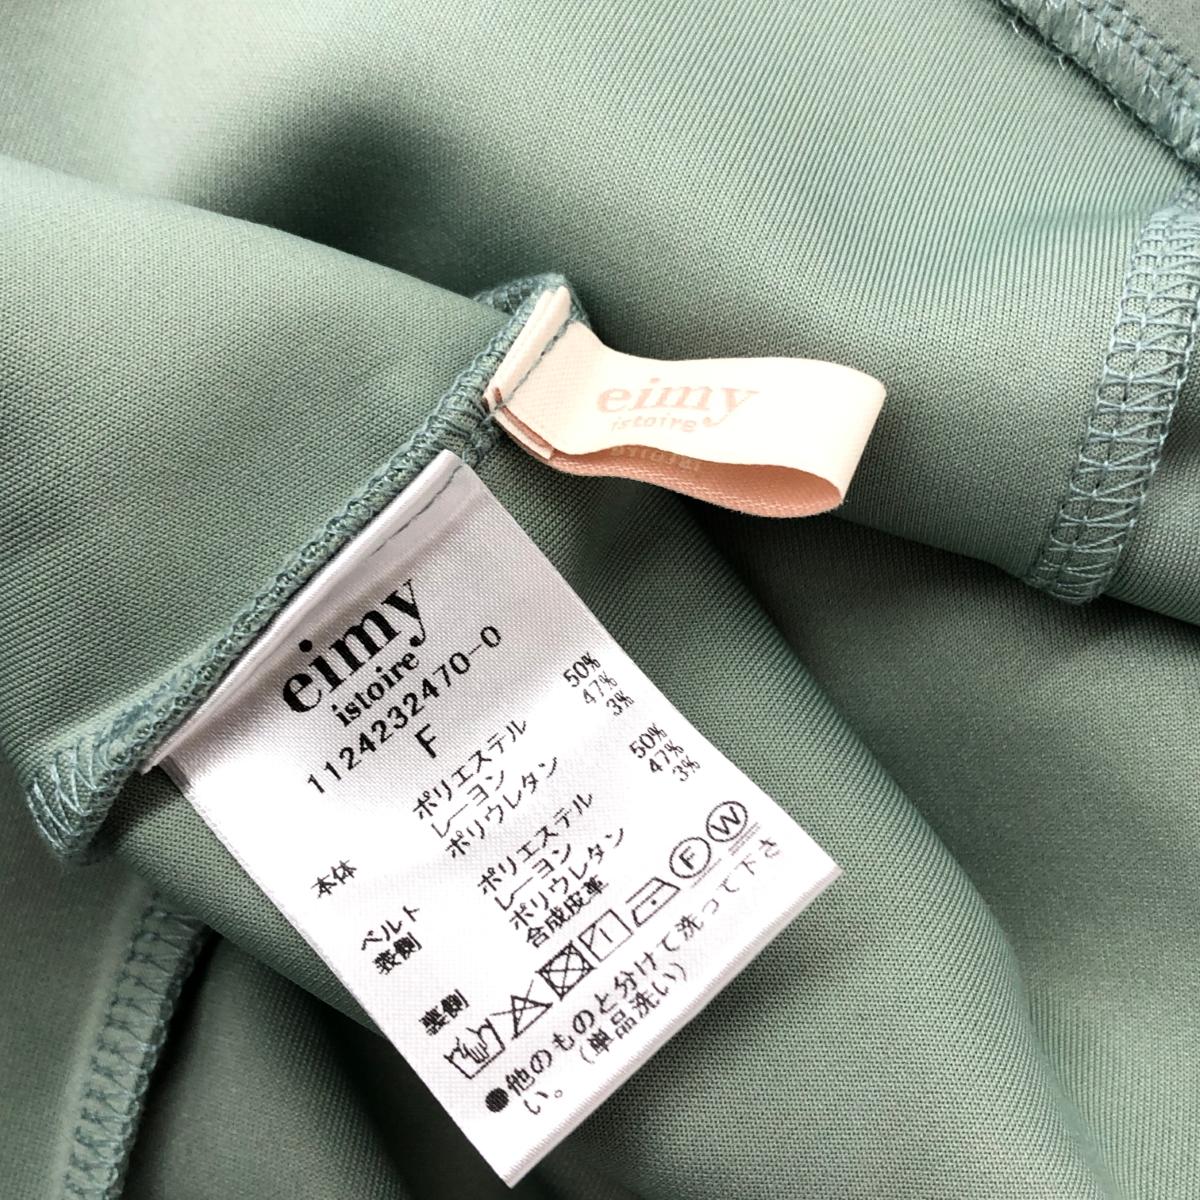 eimy
istoire
eimy
istoire
1124232470-0
F
本体 ポリエステル 50%
レーヨン 47%
ポリウレタン 3%
ベルト
表側 ポリエステル 50%
レーヨン 47%
ポリウレタン 3%
裏側 合成皮革
F W
●他のものと分けて洗って下さ
い。(単品洗い)